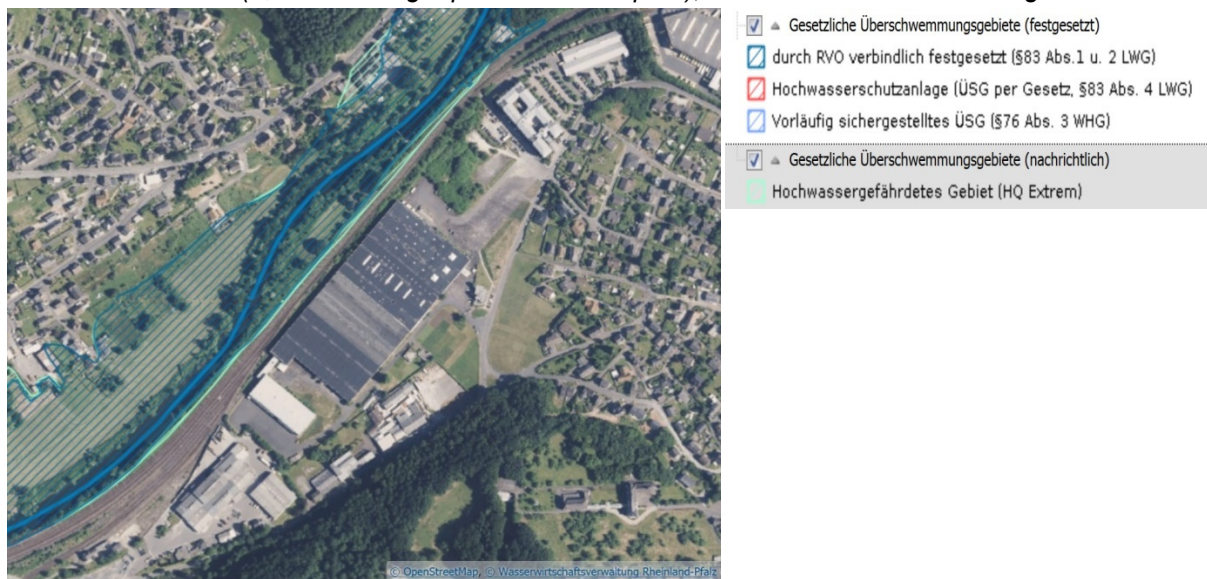 Gesetzliche Überschwemmungsgebiete (festgesetzt)
durch RVO verbindlich festgesetzt (§83 Abs.1 u. 2 LWG)
Hochwasserschutzanlage (ÜSG per Gesetz, §83 Abs. 4 LWG)
Vorläufig sichergestelltes ÜSG (§76 Abs. 3 WHG)
Gesetzliche Überschwemmungsgebiete (nachrichtlich)
Hochwassergefährdetes Gebiet (HQ Extrem)
© OpenStreetMap, © Wasserwirtschaftsverwaltung Rheinland-Pfalz